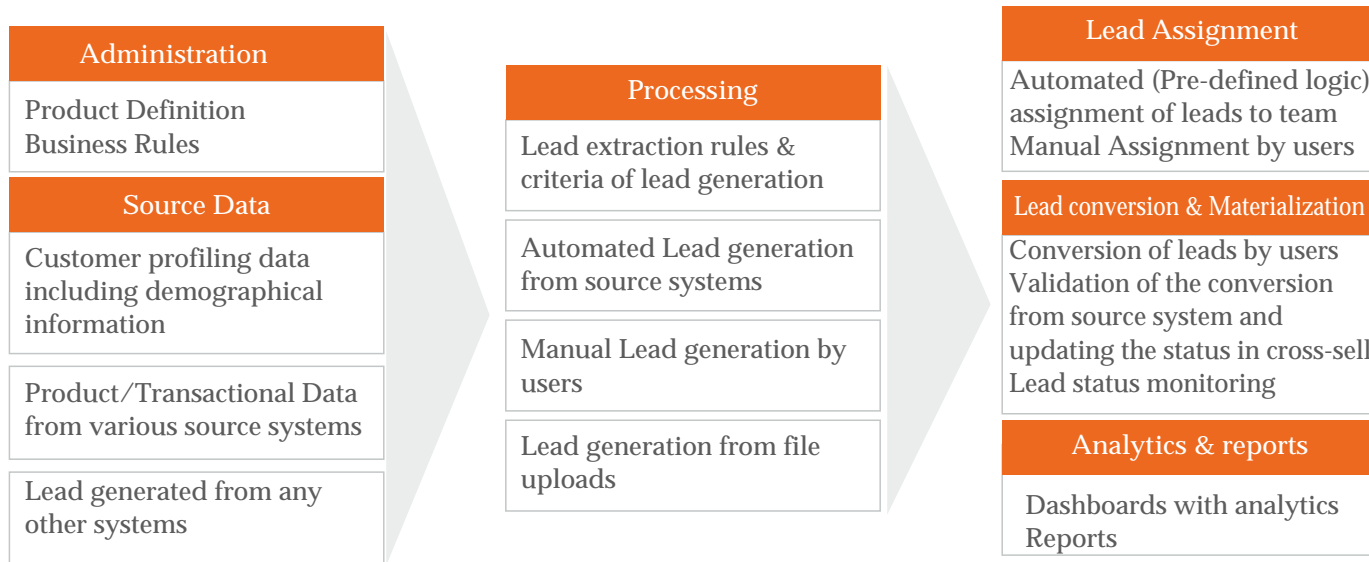 Administration
Product Definition
Business Rules
Source Data
Customer profiling data
including demographical
information
Product/Transactional Data
from various source systems
Lead generated from any
other systems
Processing
Lead extraction rules &
criteria of lead generation
Automated Lead generation
from source systems
Manual Lead generation by
users
Lead generation from file
uploads
Lead Assignment
Automated (Pre-defined logic)
assignment of leads to team
Manual Assignment by users
Lead conversion & Materialization
Conversion of leads by users
Validation of the conversion
from source system and
updating the status in cross-sell
Lead status monitoring
Analytics & reports
Dashboards with analytics
Reports